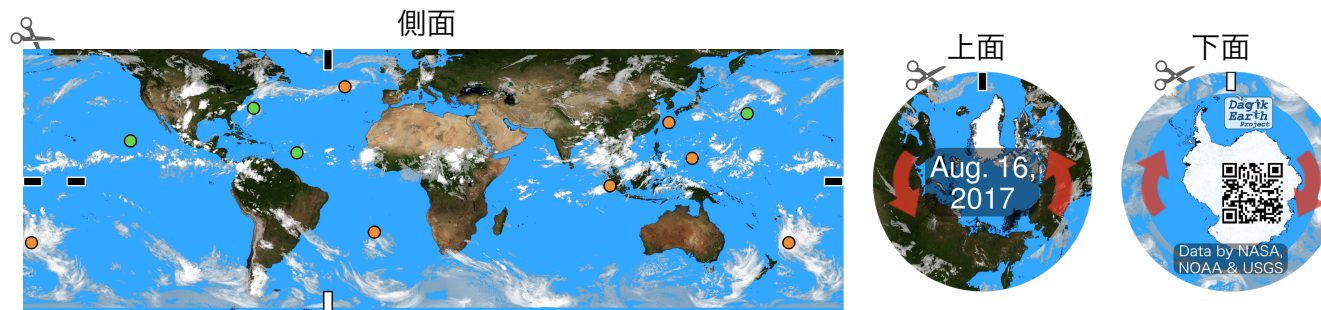 側面
上面
Aug. 16,
2017
下面
Dagik
Earth
Project
Data by NASA,
NOAA & USGS